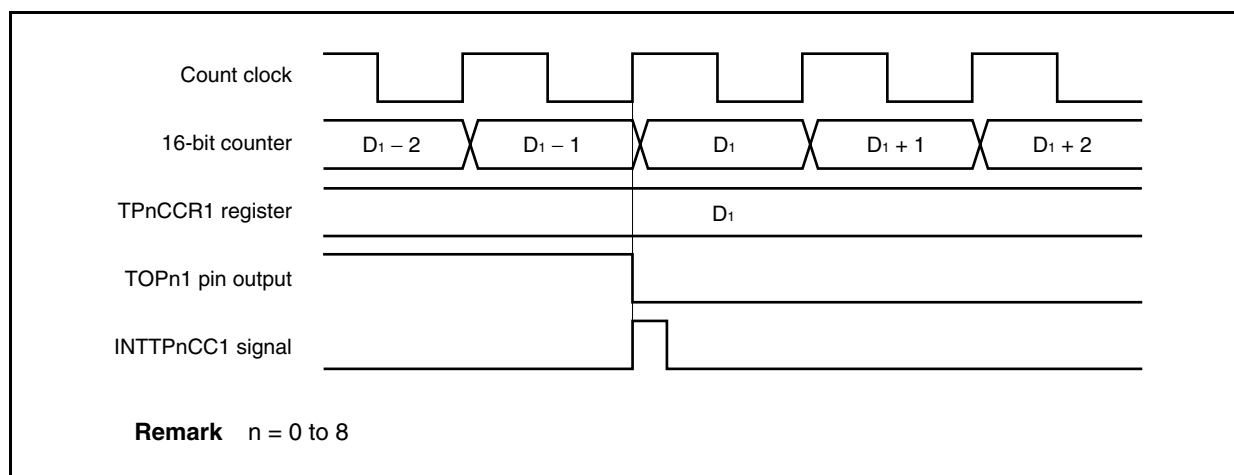 Count clock
16-bit counter
D1 – 2
D1 – 1
D1
D1 + 1
D1 + 2
TPnCCR1 register
D1
TOPn1 pin output
INTTPnCC1 signal
Remark n = 0 to 8